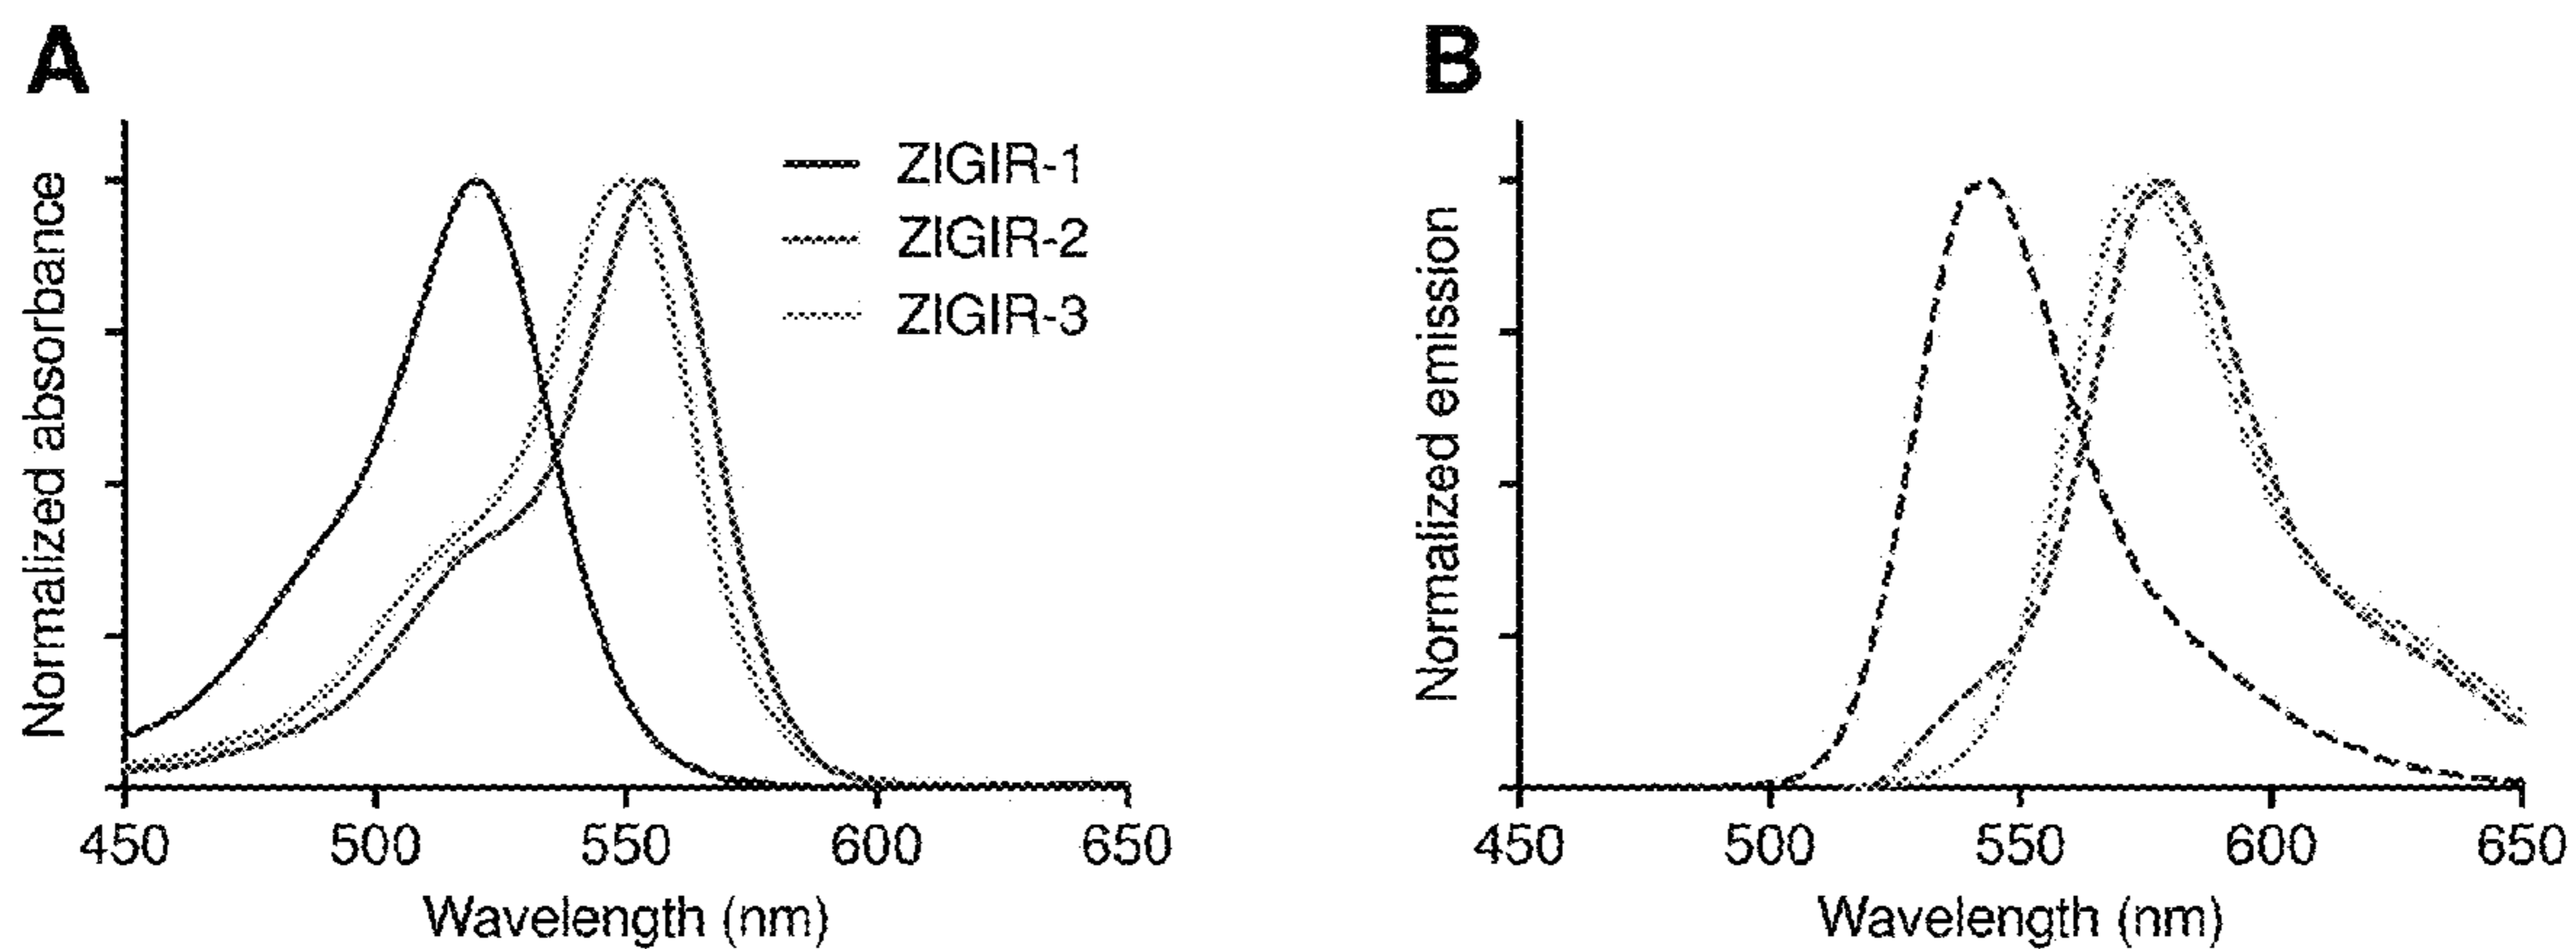 A
Normalized absorbance
ZIGIR-1
ZIGIR-2
ZIGIR-3
450 500 550 600 650
Wavelength (nm)
B
Normalized emission
450 500 550 600 650
Wavelength (nm)